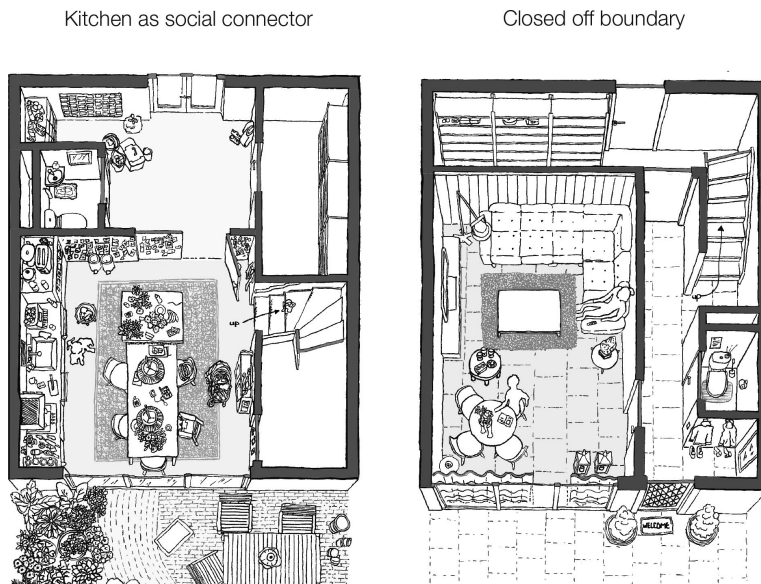 Kitchen as social connector
Closed off boundary
up
up
WELCOME